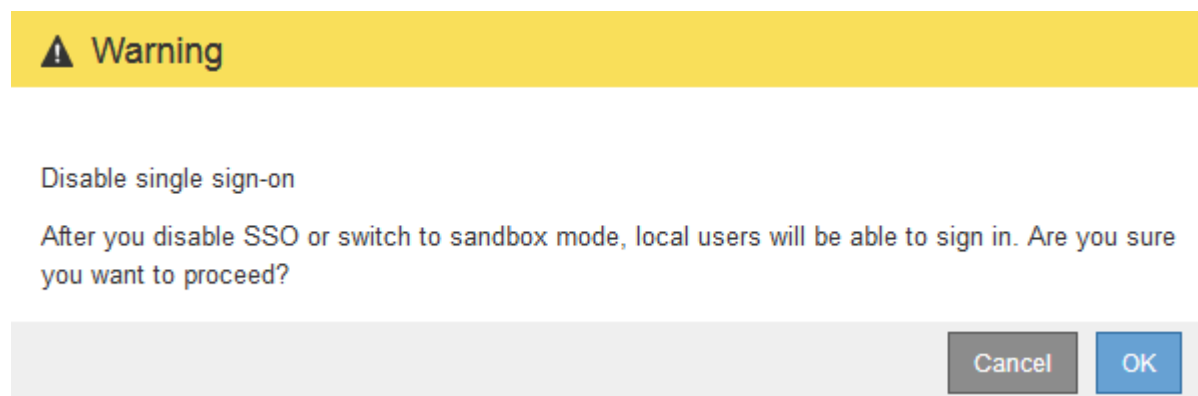 Warning
Disable single sign-on
After you disable SSO or switch to sandbox mode, local users will be able to sign in. Are you sure
you want to proceed?
Cancel
OK